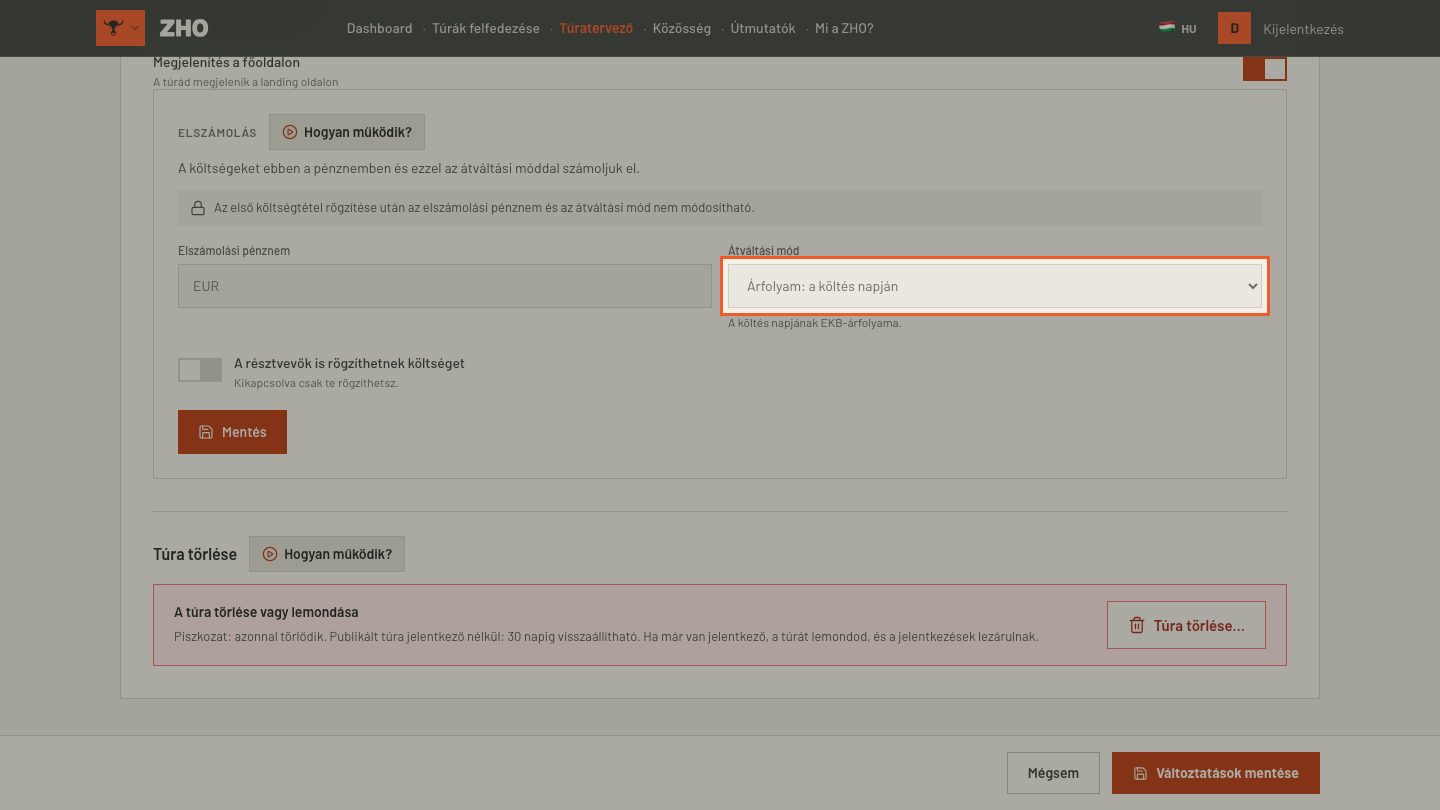 ZHO
Dashboard · Túrák felfedezése · Túratervező · Közösség · Útmutatók · Mi a ZHO?
HU
D
Kijelentkezés
Megjelenítés a főoldalon
A túrád megjelenik a landing oldalon
ELSZÁMOLÁS
Hogyan működik?
A költségeket ebben a pénznemben és ezzel az átváltási móddal számoljuk el.
Az első költségtétel rögzítése után az elszámolási pénznem és az átváltási mód nem módosítható.
Elszámolási pénznem
EUR
Átváltási mód
Árfolyam: a költés napján
A költés napjának EKB-árfolyama.
A résztvevők is rögzíthetnek költséget
Kikapcsolva csak te rögzíthetsz.
Mentés
Túra törlése
Hogyan működik?
A túra törlése vagy lemondása
Piszkozat: azonnal törlődik. Publikált túra jelentkező nélkül: 30 napig visszaállítható. Ha már van jelentkező, a túrát lemondod, és a jelentkezések lezárulnak.
Túra törlése...
Mégsem
Változtatások mentése